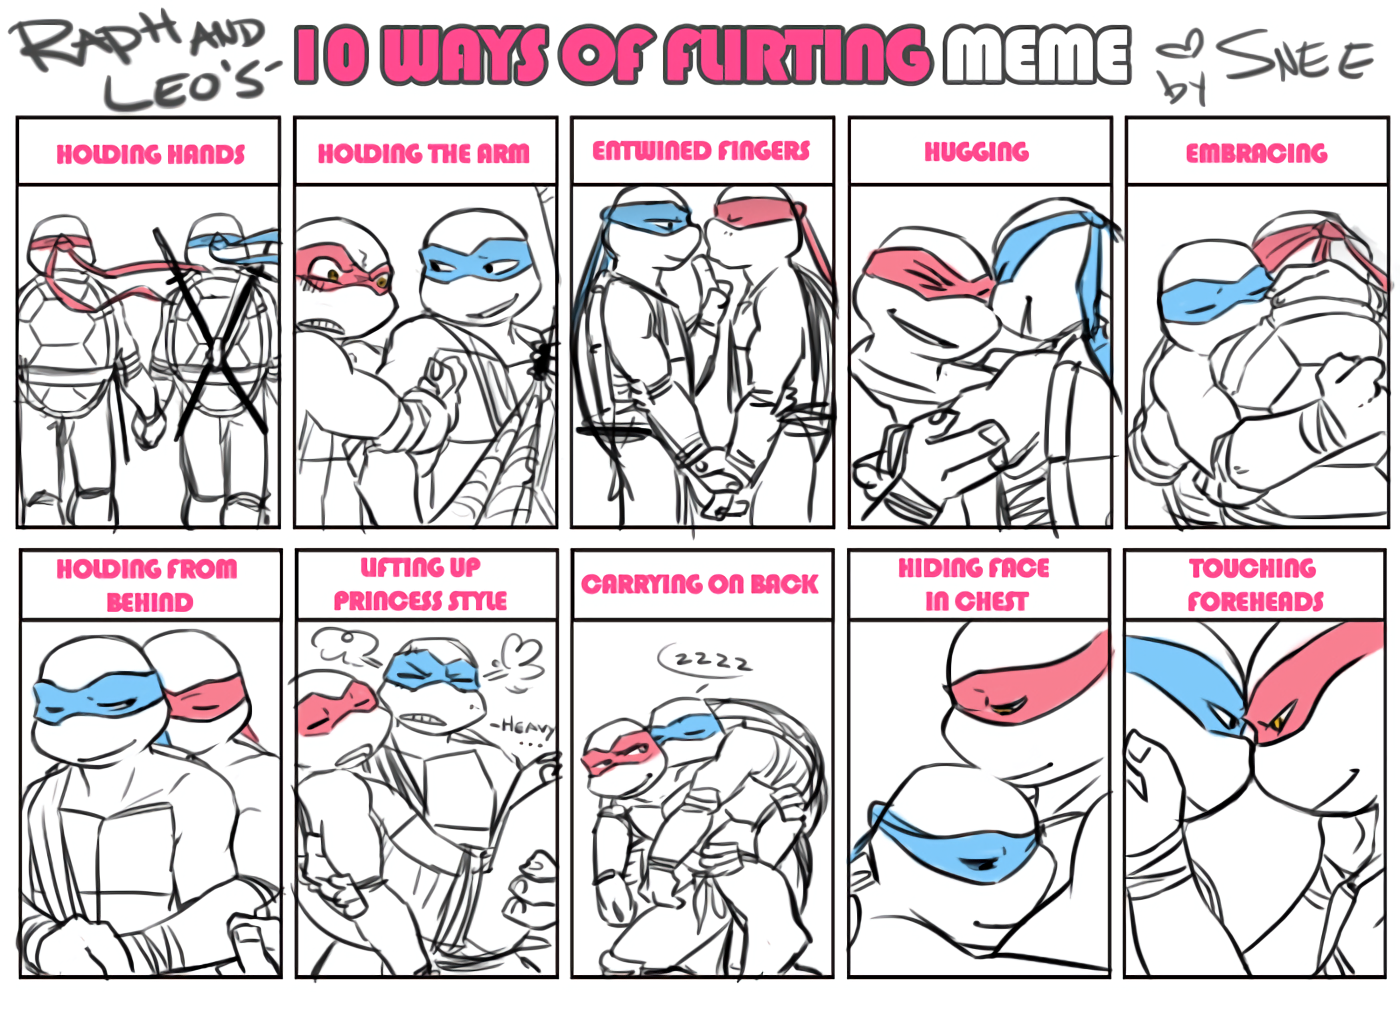 RAPH AND
LEO'S-
10 WAYS OF FLIRTING MEME
♡
by SNEE
HOLDING HANDS
HOLDING THE ARM
ENTWINED FINGERS
HUGGING
EMBRACING
HOLDING FROM
BEHIND
LIFTING UP
PRINCESS STYLE
-HEAVY
...
CARRYING ON BACK
zzzz
HIDING FACE
IN CHEST
TOUCHING
FOREHEADS